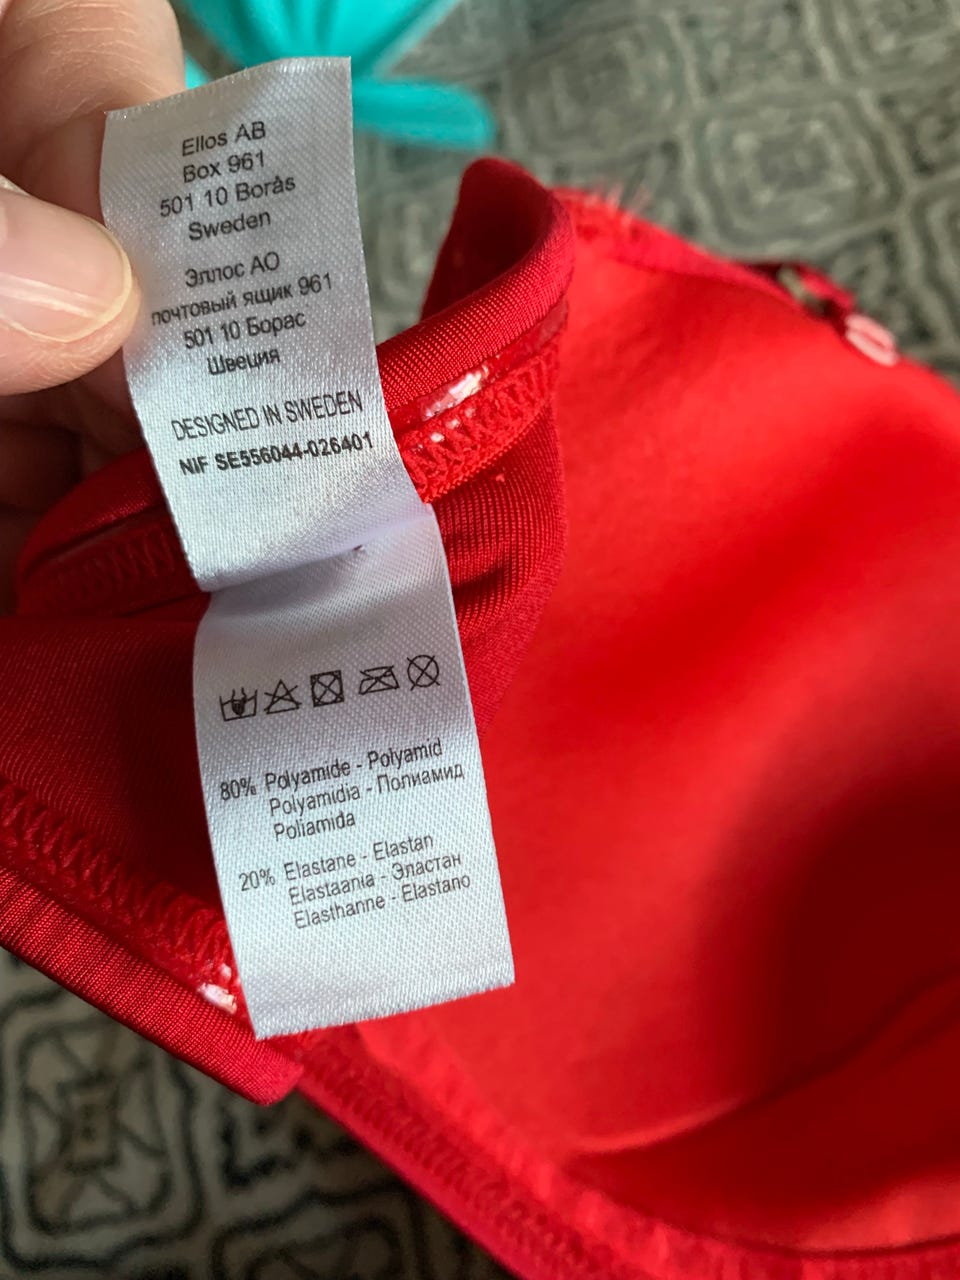 Ellos AB
Box 961
501 10 Borås
Sweden
Эллос АО
почтовый ящик 961
501 10 Борас
Швеция
DESIGNED IN SWEDEN
NIF SE556044-026401
80% Polyamide - Polyamid
Polyamidia - Полиамид
Poliamida
20% Elastane - Elastan
Elastaania - Эластан
Elasthanne - Elastano